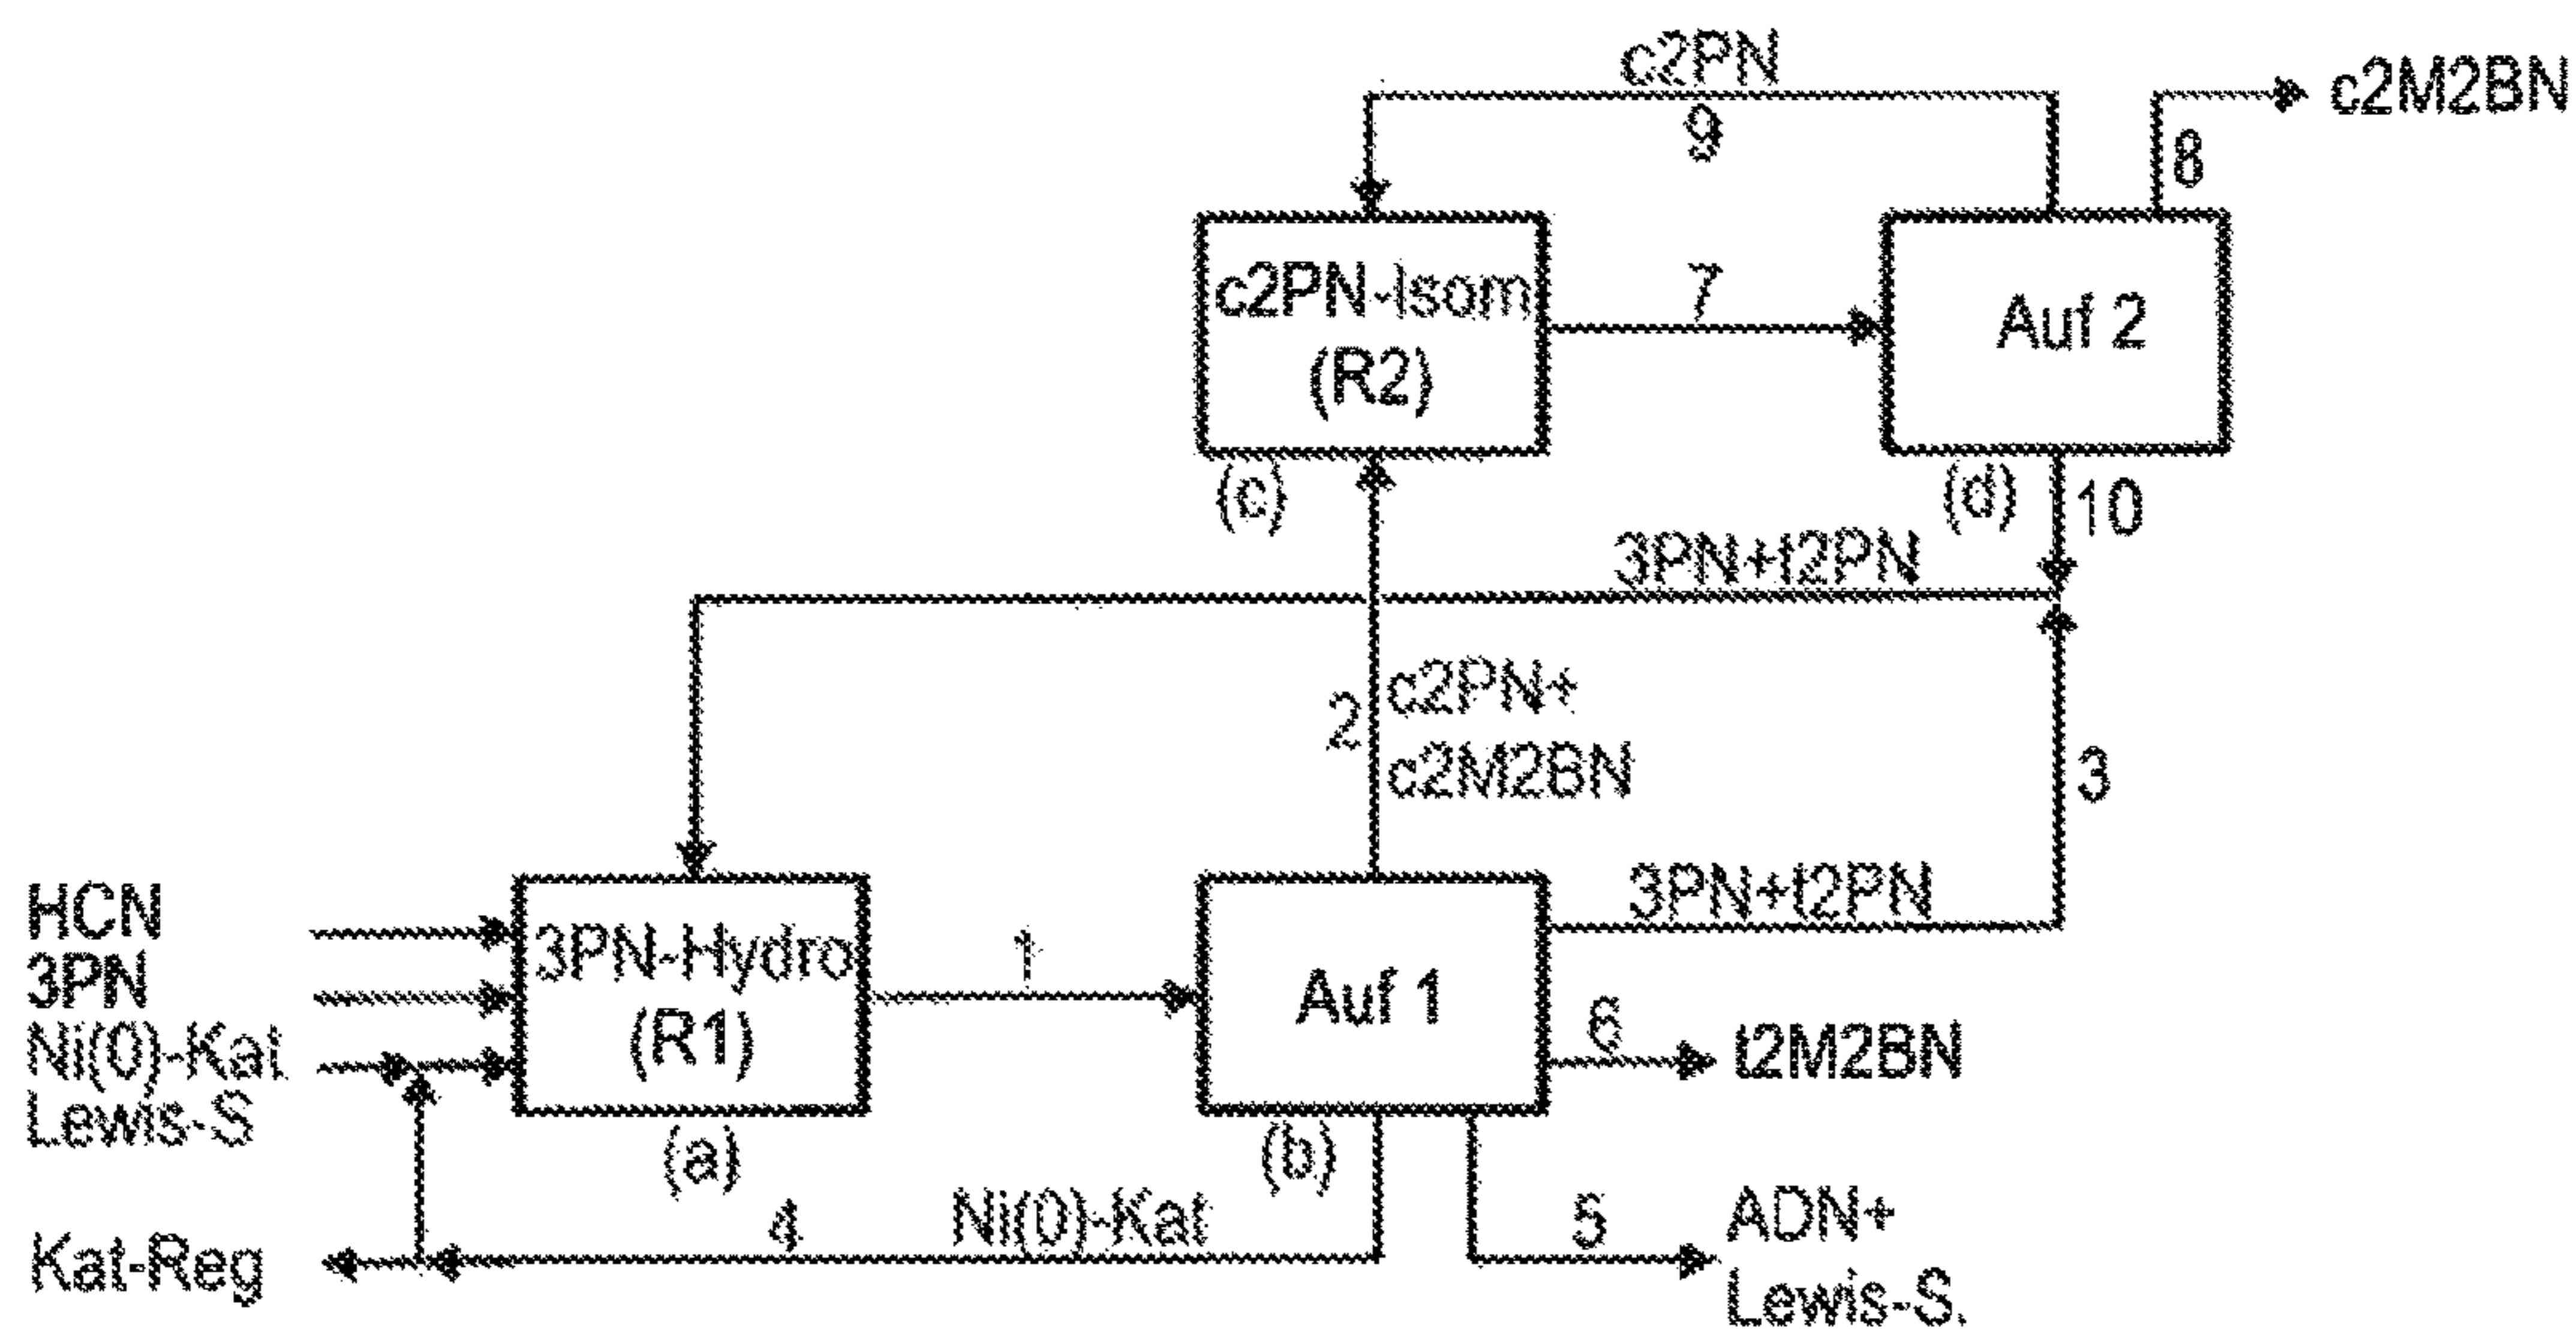 c2PN
9
c2M2BN
8
c2PN-Isom
(R2)
7
Auf 2
(c)
(d)
10
3PN+t2PN
2
c2PN+
c2M2BN
3
HCN
3PN
Ni(0)-Kat
Lewis-S
3PN-Hydro
(R1)
1
Auf 1
3PN+t2PN
6
t2M2BN
(a)
(b)
Kat-Reg
4
Ni(0)-Kat
5
ADN+
Lewis-S.